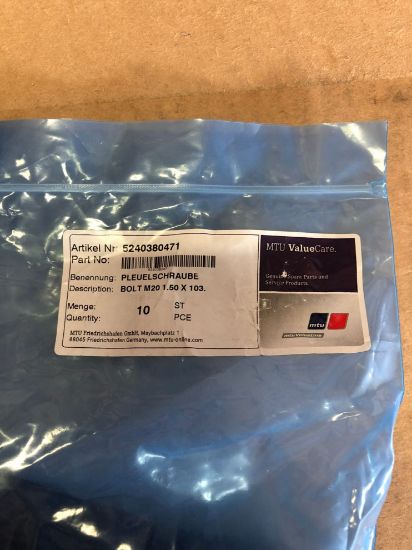 Artikel Nr 5240380471
Part No:
Benennung: PLEUELSCHRAUBE
Description: BOLT M20 1.50 X 103.
Menge: 10 ST
Quantity: PCE
MTU Friedrichshafen GmbH, Maybachplatz 1
88045 Friedrichshafen Germany, www.mtu-online.com
MTU ValueCare.
Genuine Spare Parts and
Service Products.
mtu